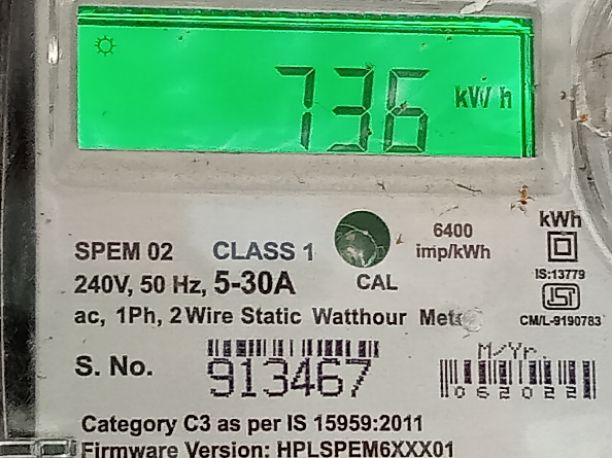 736 kWh
6400
imp/kWh
kWh
SPEM 02 CLASS 1
IS:13779
240V, 50 Hz, 5-30A CAL
ISI
ac, 1Ph, 2 Wire Static Watthour
CM/L-9190783
M/Yr.
S. No. 913467
062022
Category C3 as per IS 15959:2011
Firmware Version: HPLSPEM6XXX01